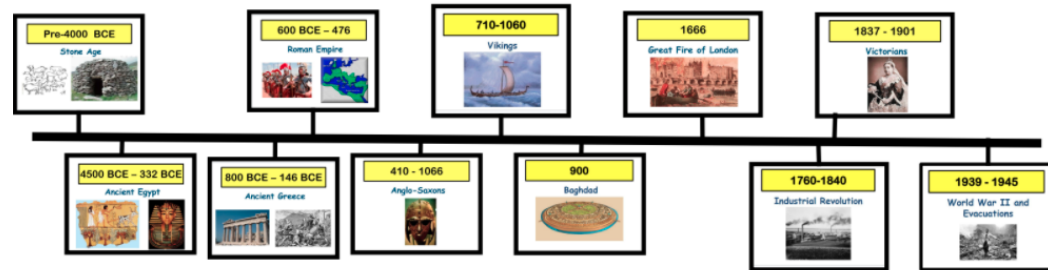 Pre-4000 BCE
Stone Age
600 BCE – 476
Roman Empire
710-1060
Vikings
1666
Great Fire of London
1837 - 1901
Victorians
4500 BCE – 332 BCE
Ancient Egypt
800 BCE – 146 BCE
Ancient Greece
410 - 1066
Anglo-Saxons
900
Baghdad
1760-1840
Industrial Revolution
1939 - 1945
World War II and
Evacuations